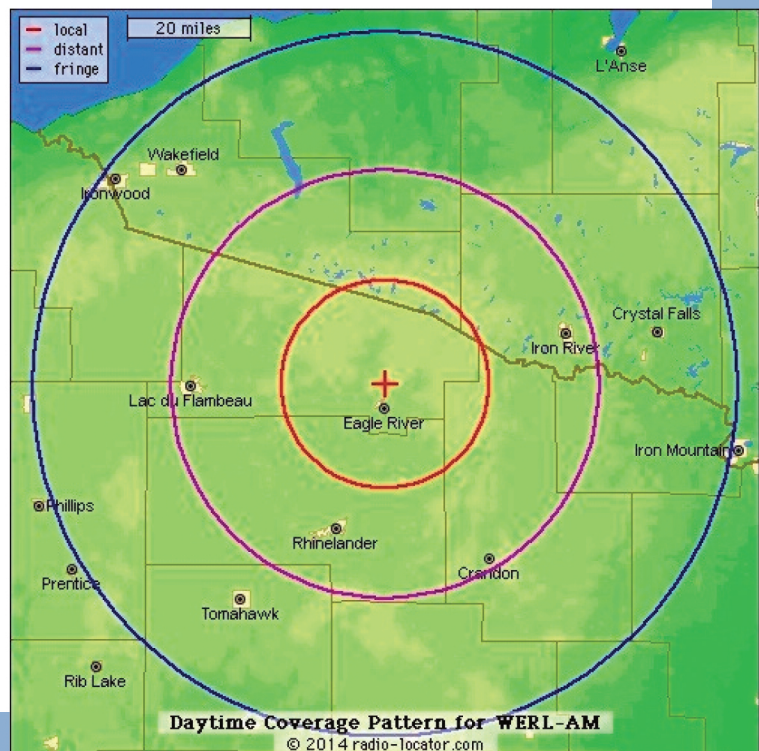 local
distant
fringe
20 miles
L'Anse
Wakefield
Ironwood
Crystal Falls
Iron River
Lac du Flambeau
Eagle River
Iron Mountain
Phillips
Rhinelander
Crandon
Prentice
Tomahawk
Rib Lake
Daytime Coverage Pattern for WERL-AM
© 2014 radio-locator.com